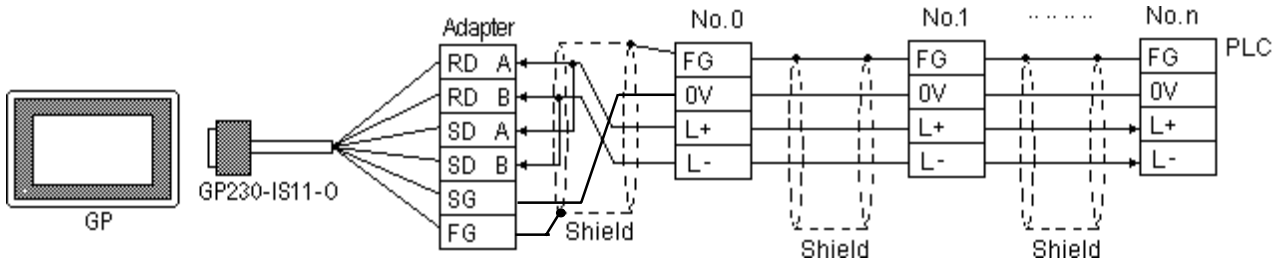 Adapter
No.0
No.1
No.n
PLC
RD A
RD B
SD A
SD B
SG
FG
FG
0V
L+
L-
FG
0V
L+
L-
FG
0V
L+
L-
GP
GP230-IS11-O
Shield
Shield
Shield